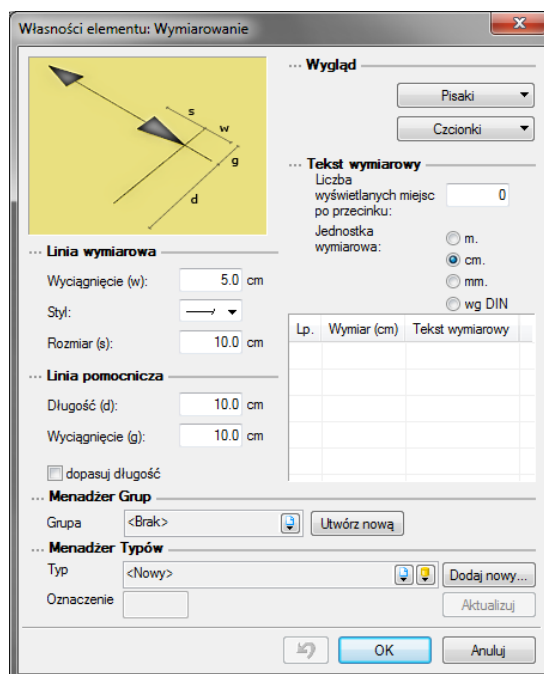 Własności elementu: Wymiarowanie
s
w
g
d
Wygląd
Pisaki
Czcionki
Tekst wymiarowy
Liczba
wyświetlanych miejsc
po przecinku:
0
Jednostka
wymiarowa:
m.
cm.
mm.
wg DIN
Linia wymiarowa
Wyciągnięcie (w): 5.0 cm
Styl:
Rozmiar (s): 10.0 cm
Linia pomocnicza
Długość (d): 10.0 cm
Wyciągnięcie (g): 10.0 cm
dopasuj długość
Lp. Wymiar (cm) Tekst wymiarowy
Menadżer Grup
Grupa <Brak> Utwórz nową
Menadżer Typów
Typ <Nowy> Dodaj nowy...
Oznaczenie Aktualizuj
OK Anuluj